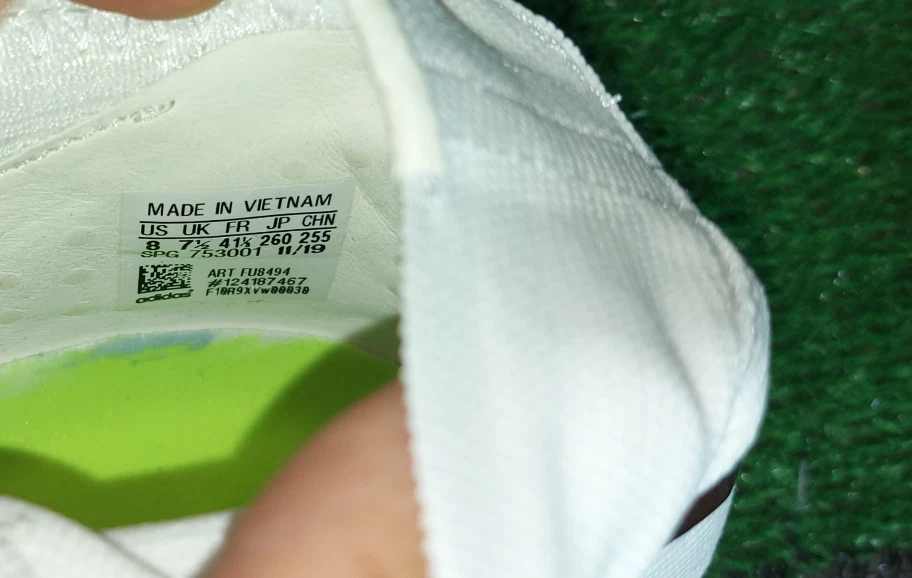 MADE IN VIETNAM
US UK FR JP CHN
8 7½ 41⅓ 260 255
SPG 753001 11/19
ART FU8494
#124187467
F10R9Xvw00030
adidas